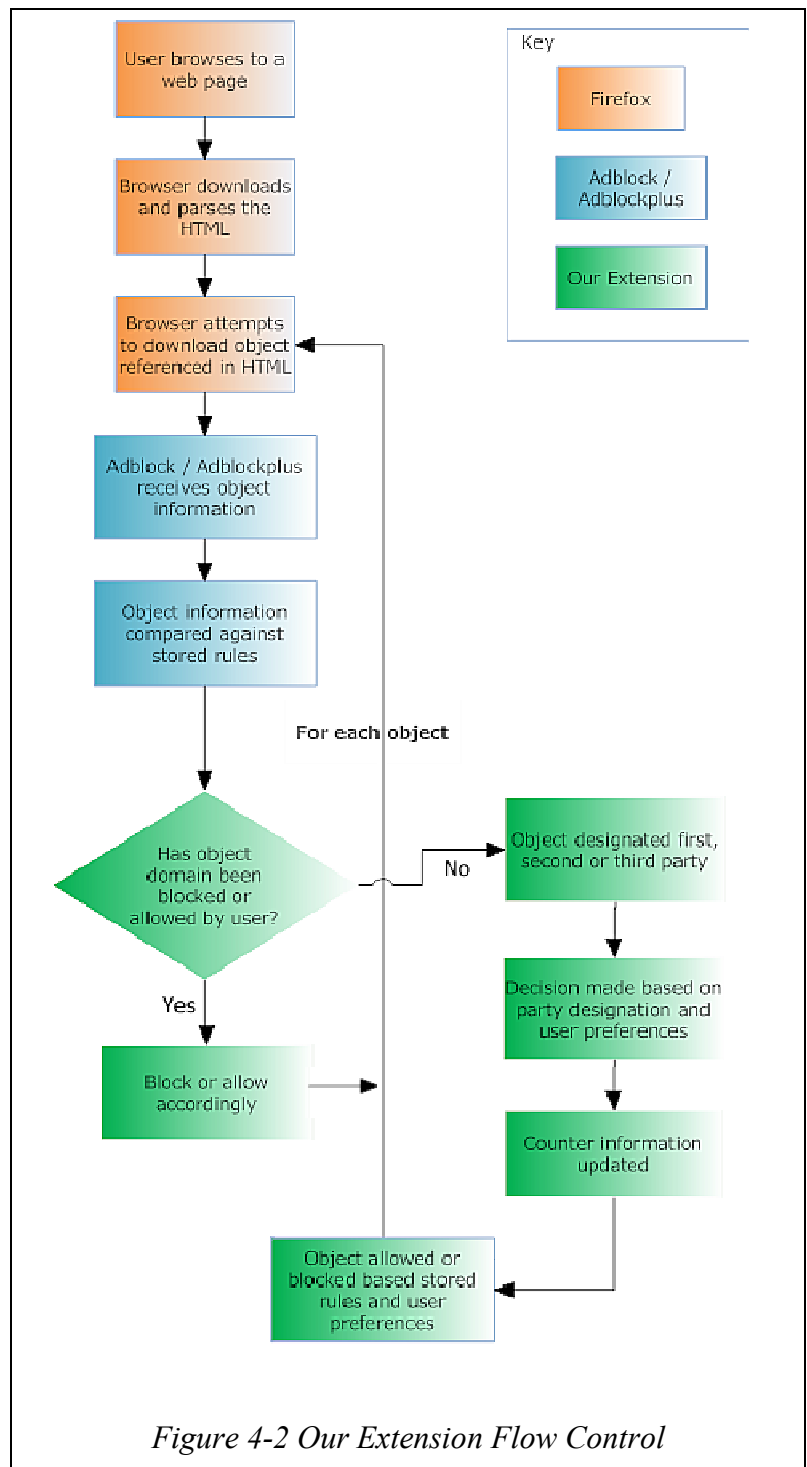 User browses to a
web page
Key
Firefox
Browser downloads
and parses the
HTML
Adblock /
Adblockplus
Our Extension
Browser attempts
to download object
referenced in HTML
Adblock / Adblockplus
receives object
information
Object information
compared against
stored rules
For each object
Has object
domain been
blocked or
allowed by user?
No
Object designated first,
second or third party
Yes
Decision made based on
party designation and
user preferences
Block or allow
accordingly
Counter information
updated
Object allowed or
blocked based stored
rules and user
preferences
Figure 4-2 Our Extension Flow Control